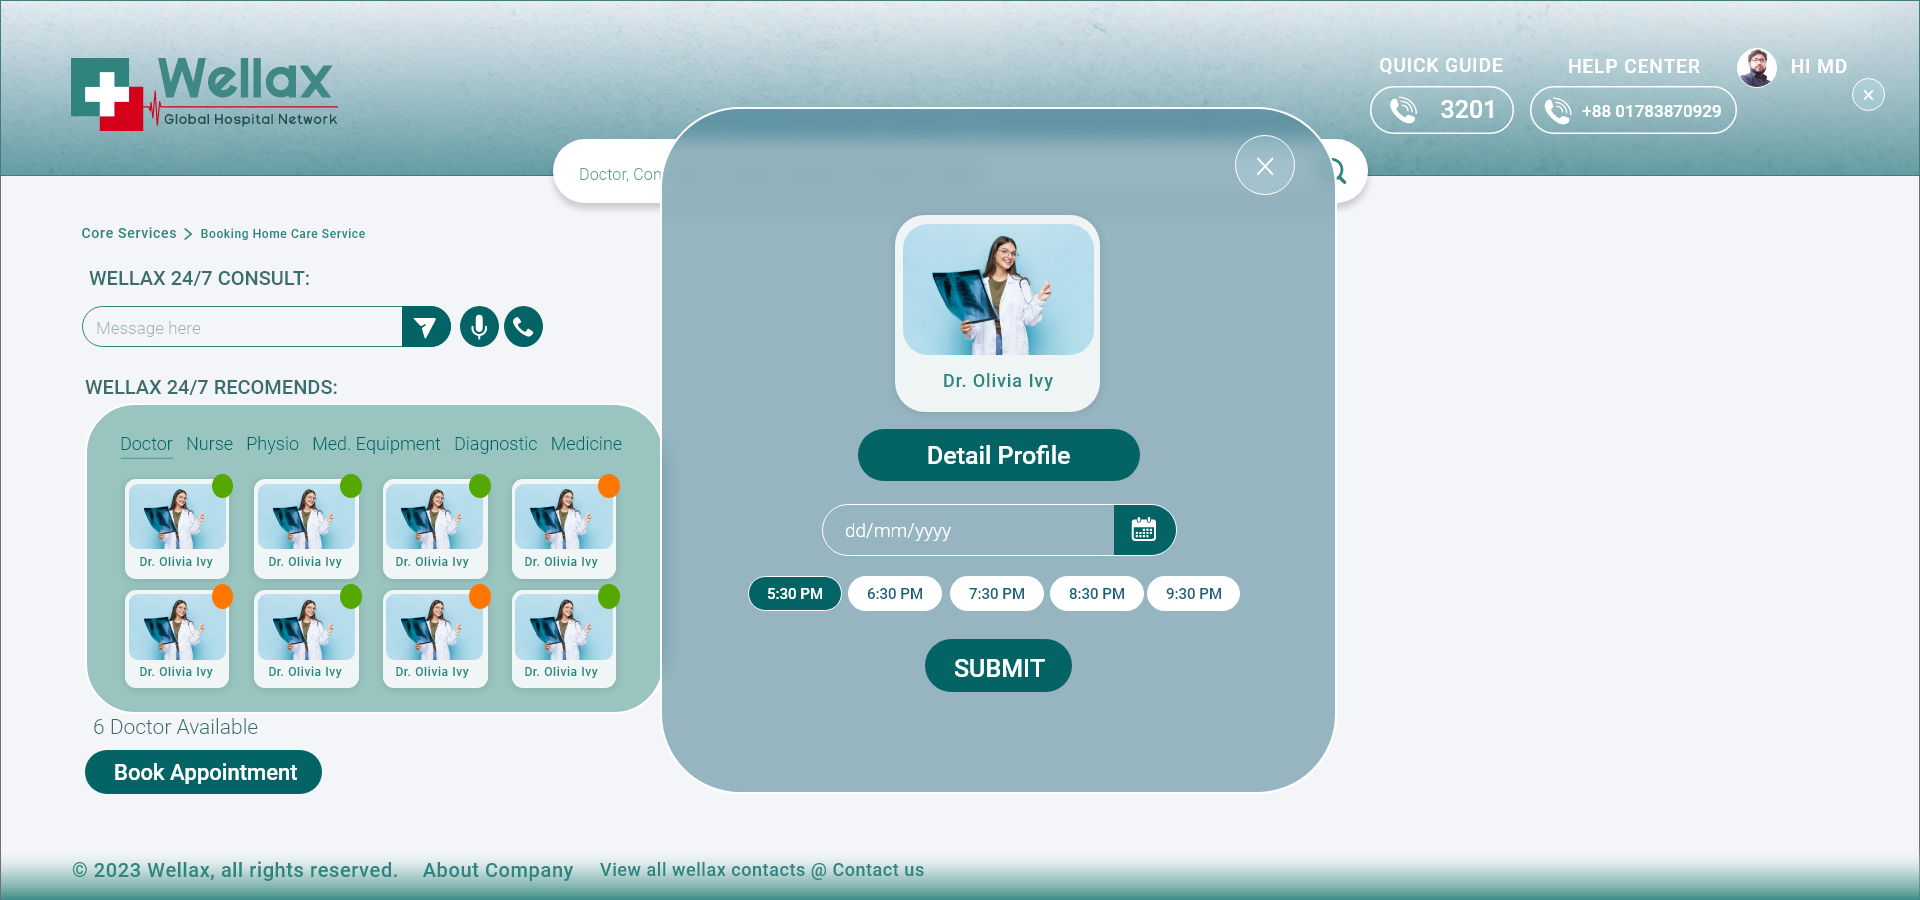 Wellax
Global Hospital Network
QUICK GUIDE
3201
HELP CENTER
+88 01783870929
HI MD
Doctor, Con
Core Services > Booking Home Care Service
WELLAX 24/7 CONSULT:
Message here
WELLAX 24/7 RECOMENDS:
Doctor Nurse Physio Med. Equipment Diagnostic Medicine
Dr. Olivia Ivy Dr. Olivia Ivy Dr. Olivia Ivy Dr. Olivia Ivy
Dr. Olivia Ivy Dr. Olivia Ivy Dr. Olivia Ivy Dr. Olivia Ivy
6 Doctor Available
Book Appointment
Dr. Olivia Ivy
Detail Profile
dd/mm/yyyy
5:30 PM 6:30 PM 7:30 PM 8:30 PM 9:30 PM
SUBMIT
© 2023 Wellax, all rights reserved. About Company View all wellax contacts @ Contact us